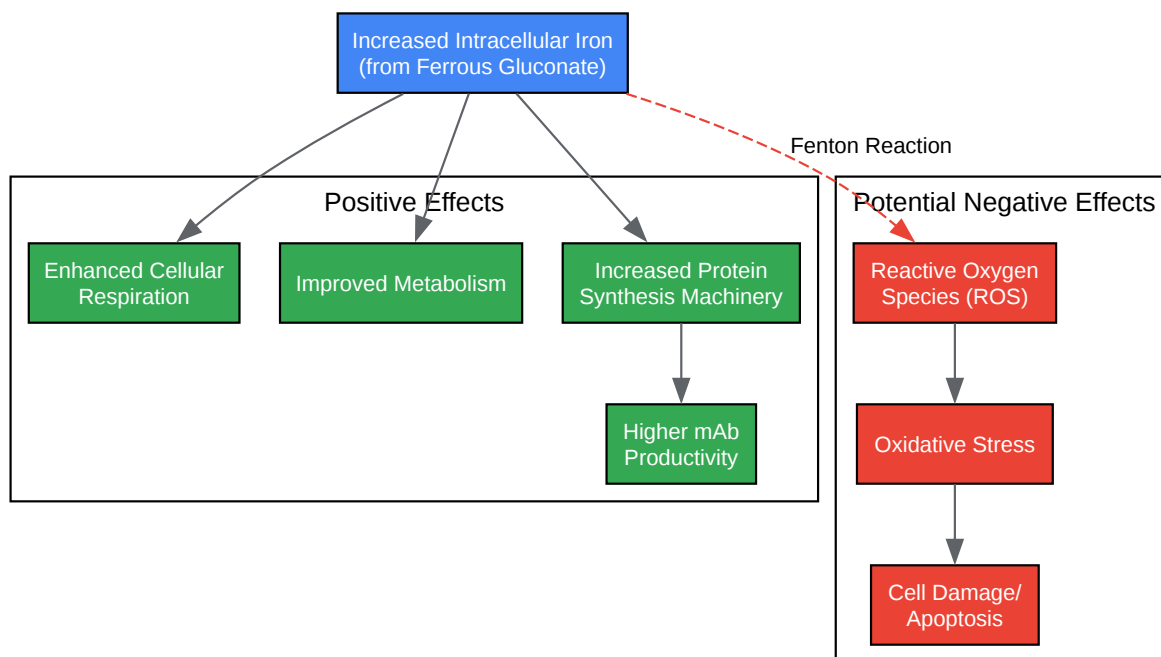 Increased Intracellular Iron
(from Ferrous Gluconate)
Fenton Reaction
Positive Effects
Potential Negative Effects
Enhanced Cellular
Respiration
Improved Metabolism
Increased Protein
Synthesis Machinery
Reactive Oxygen
Species (ROS)
Higher mAb
Productivity
Oxidative Stress
Cell Damage/
Apoptosis